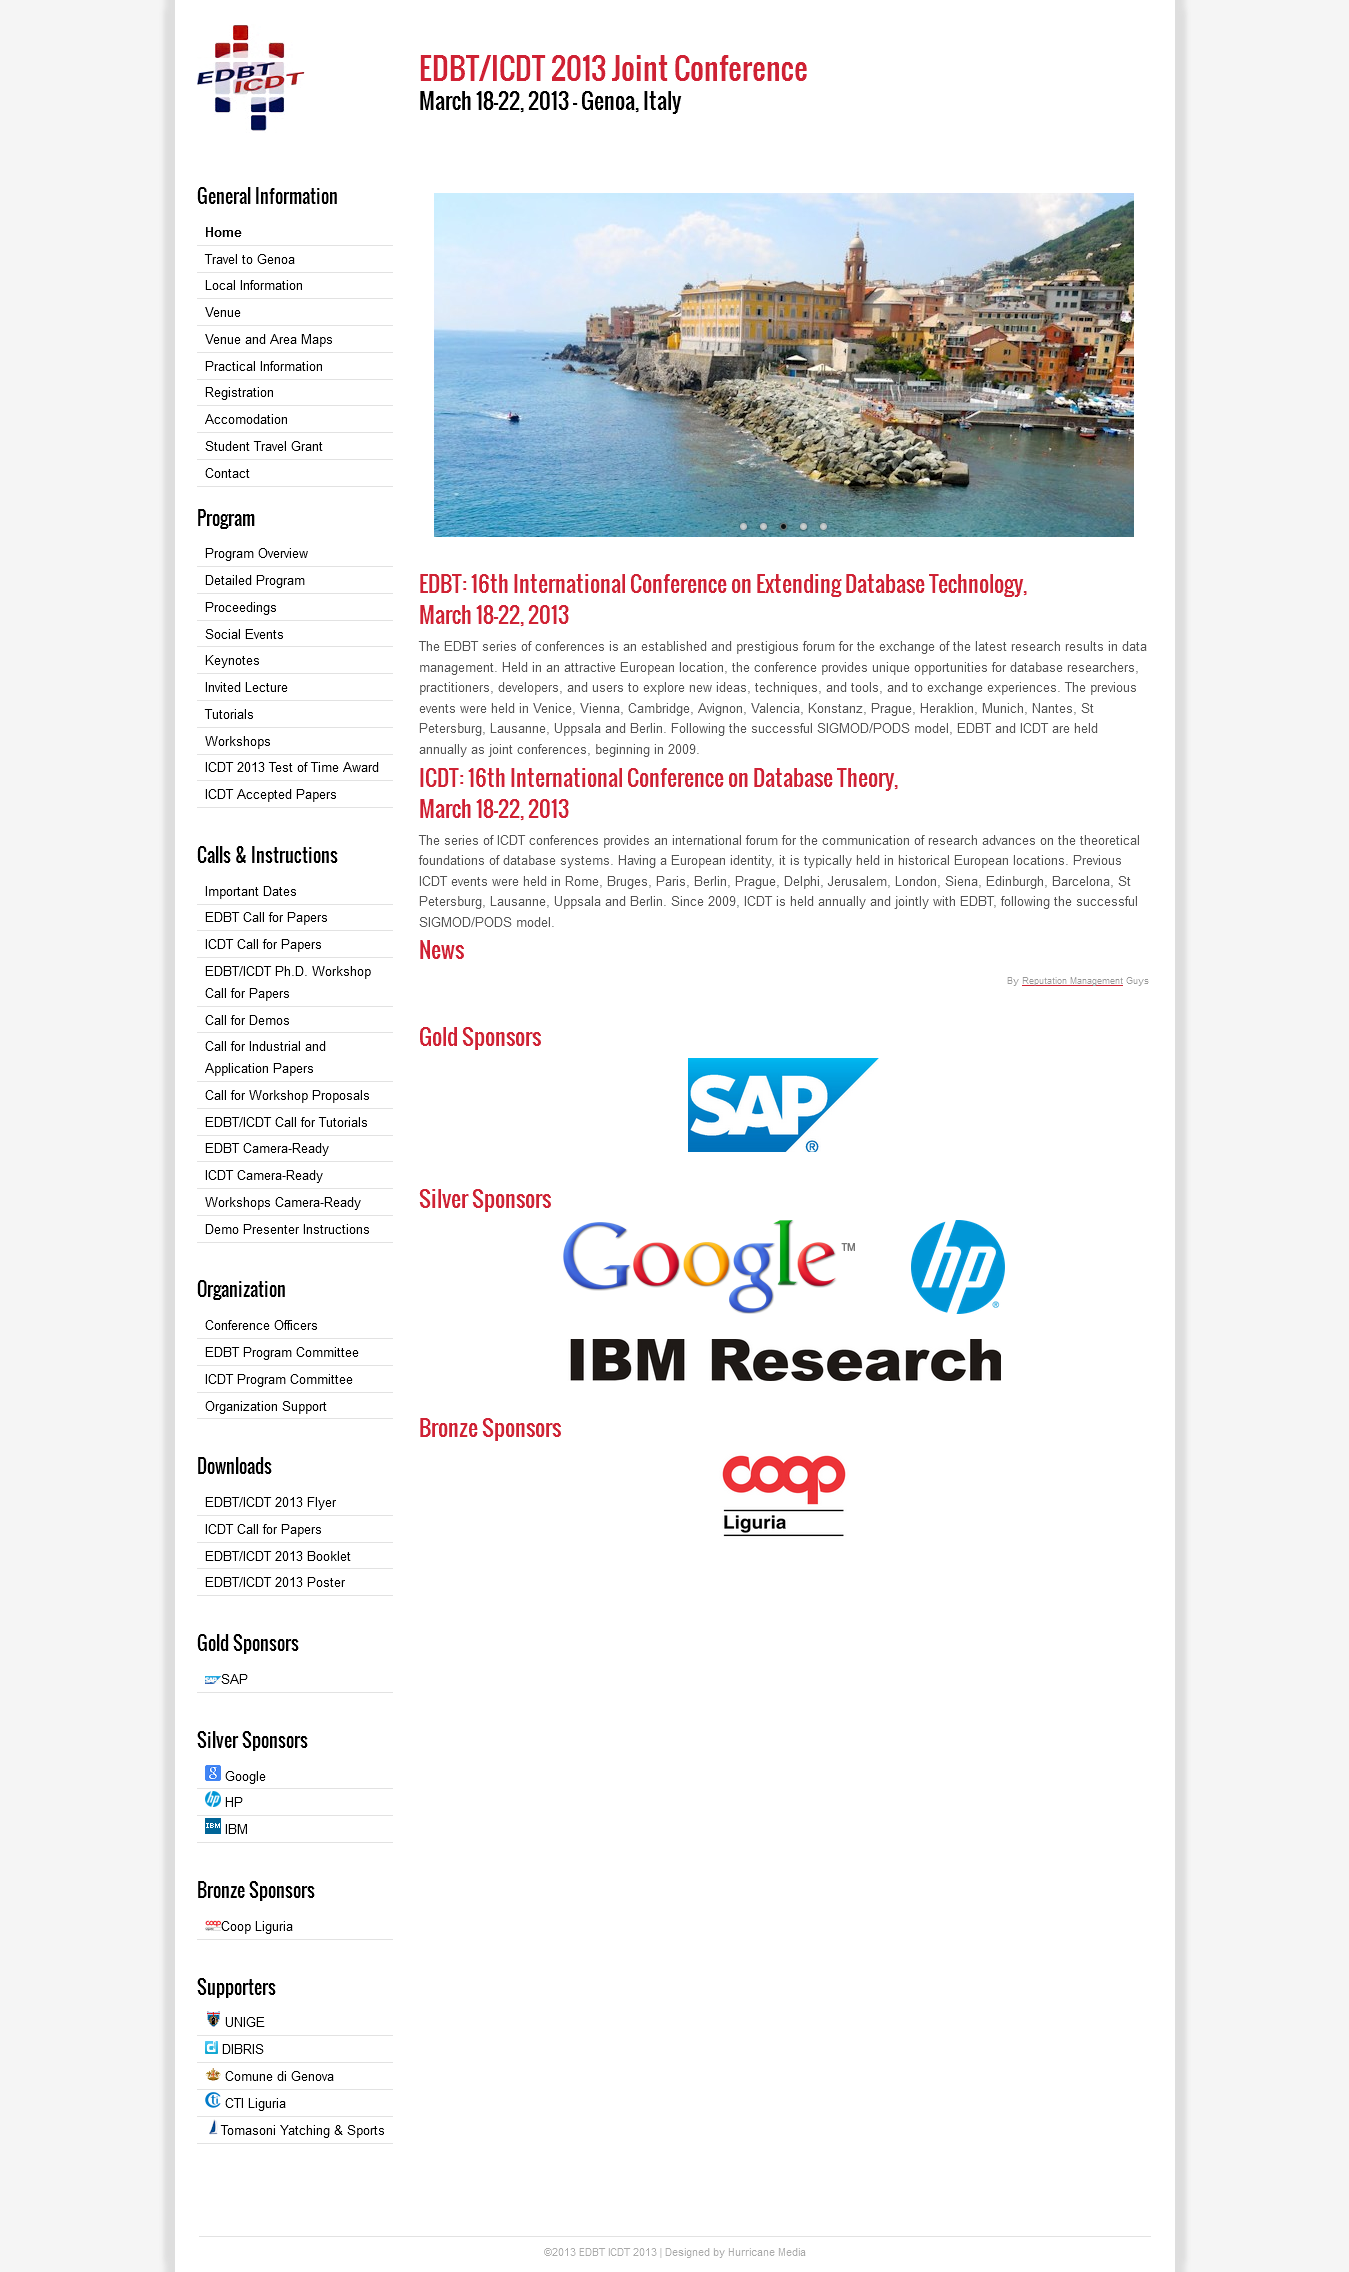 EDBT
ICDT
EDBT/ICDT 2013 Joint Conference
March 18-22, 2013 - Genoa, Italy
General Information
Home
Travel to Genoa
Local Information
Venue
Venue and Area Maps
Practical Information
Registration
Accomodation
Student Travel Grant
Contact
Program
Program Overview
Detailed Program
Proceedings
Social Events
Keynotes
Invited Lecture
Tutorials
Workshops
ICDT 2013 Test of Time Award
ICDT Accepted Papers
Calls & Instructions
Important Dates
EDBT Call for Papers
ICDT Call for Papers
EDBT/ICDT Ph.D. Workshop
Call for Papers
Call for Demos
Call for Industrial and
Application Papers
Call for Workshop Proposals
EDBT/ICDT Call for Tutorials
EDBT Camera-Ready
ICDT Camera-Ready
Workshops Camera-Ready
Demo Presenter Instructions
Organization
Conference Officers
EDBT Program Committee
ICDT Program Committee
Organization Support
Downloads
EDBT/ICDT 2013 Flyer
ICDT Call for Papers
EDBT/ICDT 2013 Booklet
EDBT/ICDT 2013 Poster
Gold Sponsors
SAP SAP
Silver Sponsors
g Google
hp HP
IBM IBM
Bronze Sponsors
coop Coop Liguria
Supporters
UNIGE
DIBRIS
Comune di Genova
cti CTI Liguria
Tomasoni Yatching & Sports
EDBT: 16th International Conference on Extending Database Technology,
March 18-22, 2013
The EDBT series of conferences is an established and prestigious forum for the exchange of the latest research results in data
management. Held in an attractive European location, the conference provides unique opportunities for database researchers,
practitioners, developers, and users to explore new ideas, techniques, and tools, and to exchange experiences. The previous
events were held in Venice, Vienna, Cambridge, Avignon, Valencia, Konstanz, Prague, Heraklion, Munich, Nantes, St
Petersburg, Lausanne, Uppsala and Berlin. Following the successful SIGMOD/PODS model, EDBT and ICDT are held
annually as joint conferences, beginning in 2009.
ICDT: 16th International Conference on Database Theory,
March 18-22, 2013
The series of ICDT conferences provides an international forum for the communication of research advances on the theoretical
foundations of database systems. Having a European identity, it is typically held in historical European locations. Previous
ICDT events were held in Rome, Bruges, Paris, Berlin, Prague, Delphi, Jerusalem, London, Siena, Edinburgh, Barcelona, St
Petersburg, Lausanne, Uppsala and Berlin. Since 2009, ICDT is held annually and jointly with EDBT, following the successful
SIGMOD/PODS model.
News
By Reputation Management Guys
Gold Sponsors
SAP®
Silver Sponsors
Google™ hp®
IBM Research
Bronze Sponsors
coop
Liguria
©2013 EDBT ICDT 2013 | Designed by Hurricane Media